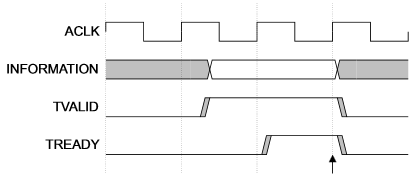 ACLK
INFORMATION
TVALID
TREADY